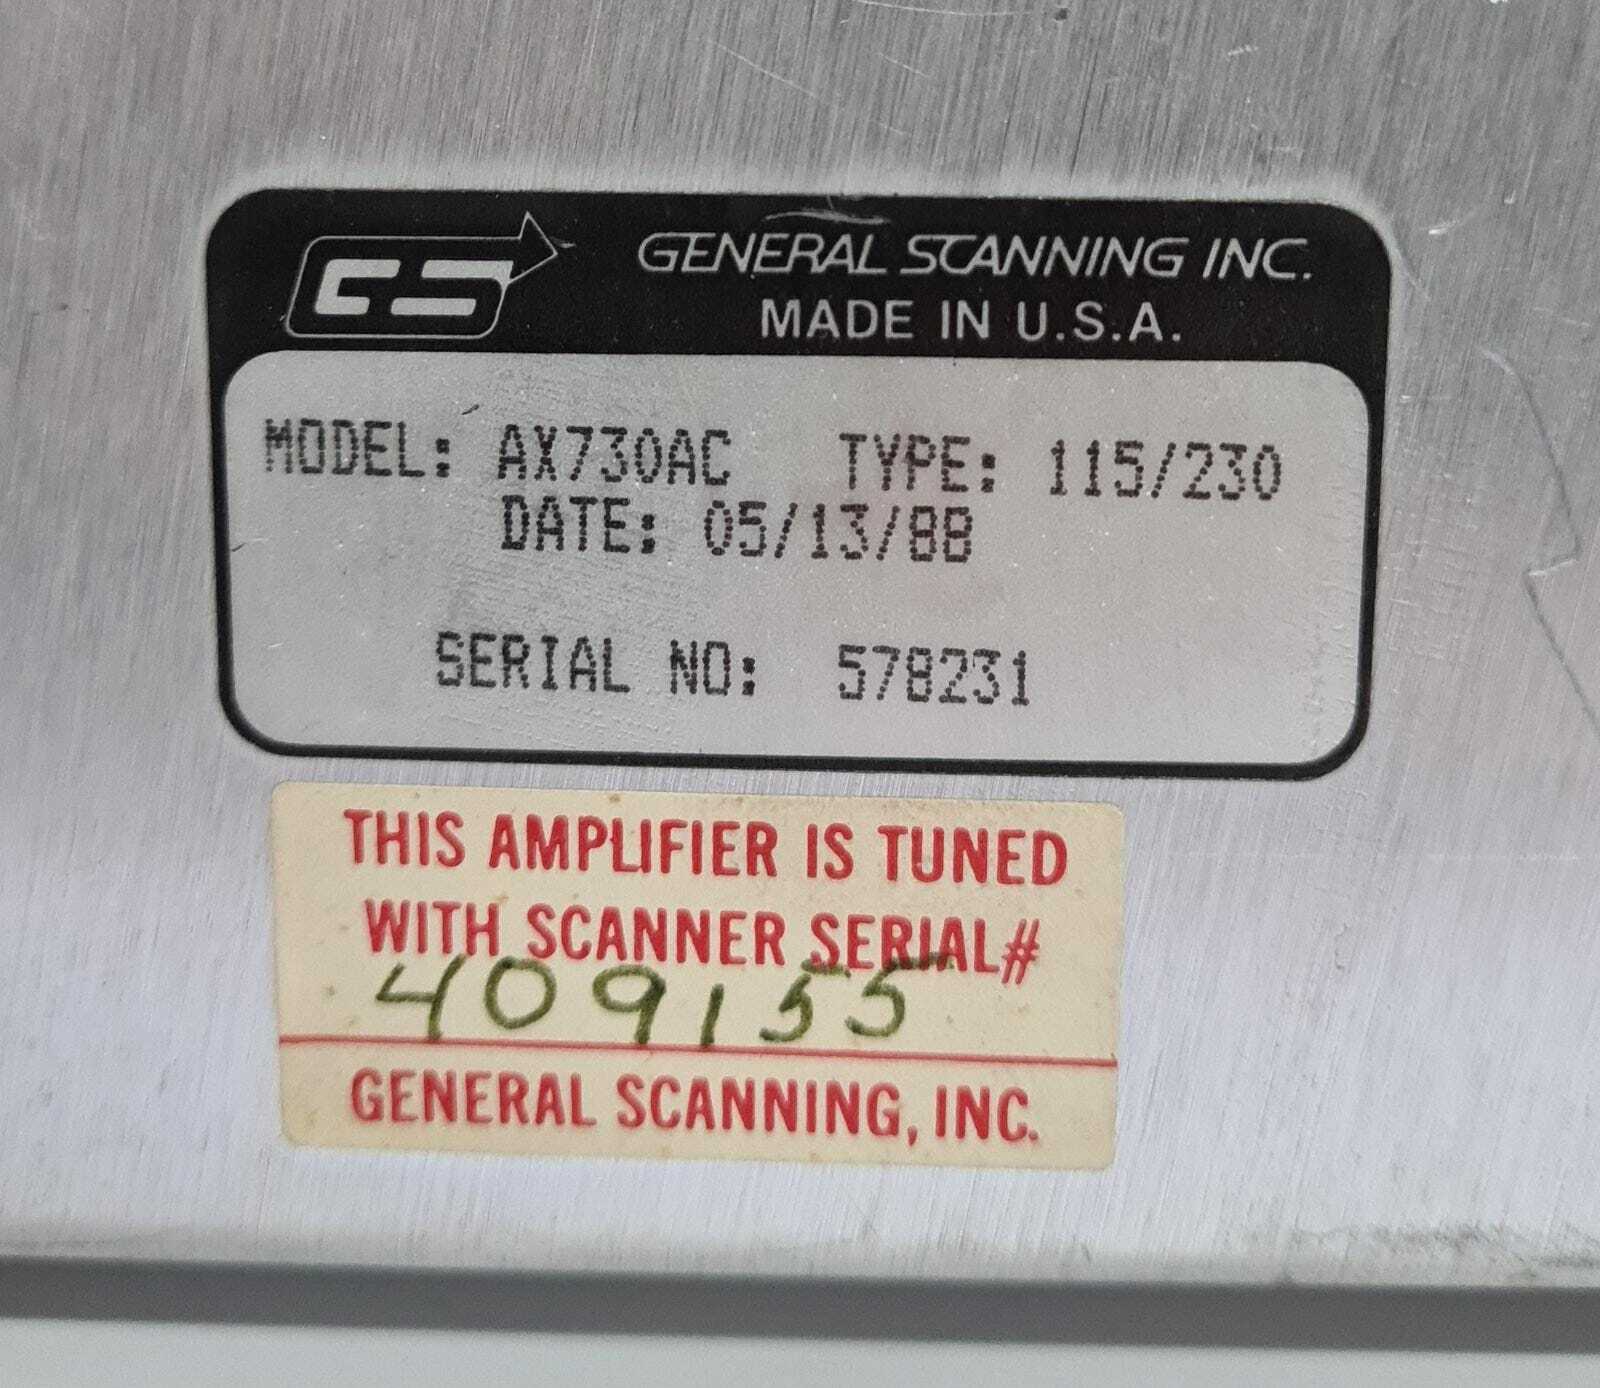 GS GENERAL SCANNING INC.
MADE IN U.S.A.
MODEL: AX730AC TYPE: 115/230
DATE: 05/13/88
SERIAL NO: 578231
THIS AMPLIFIER IS TUNED
WITH SCANNER SERIAL#
409155
GENERAL SCANNING, INC.